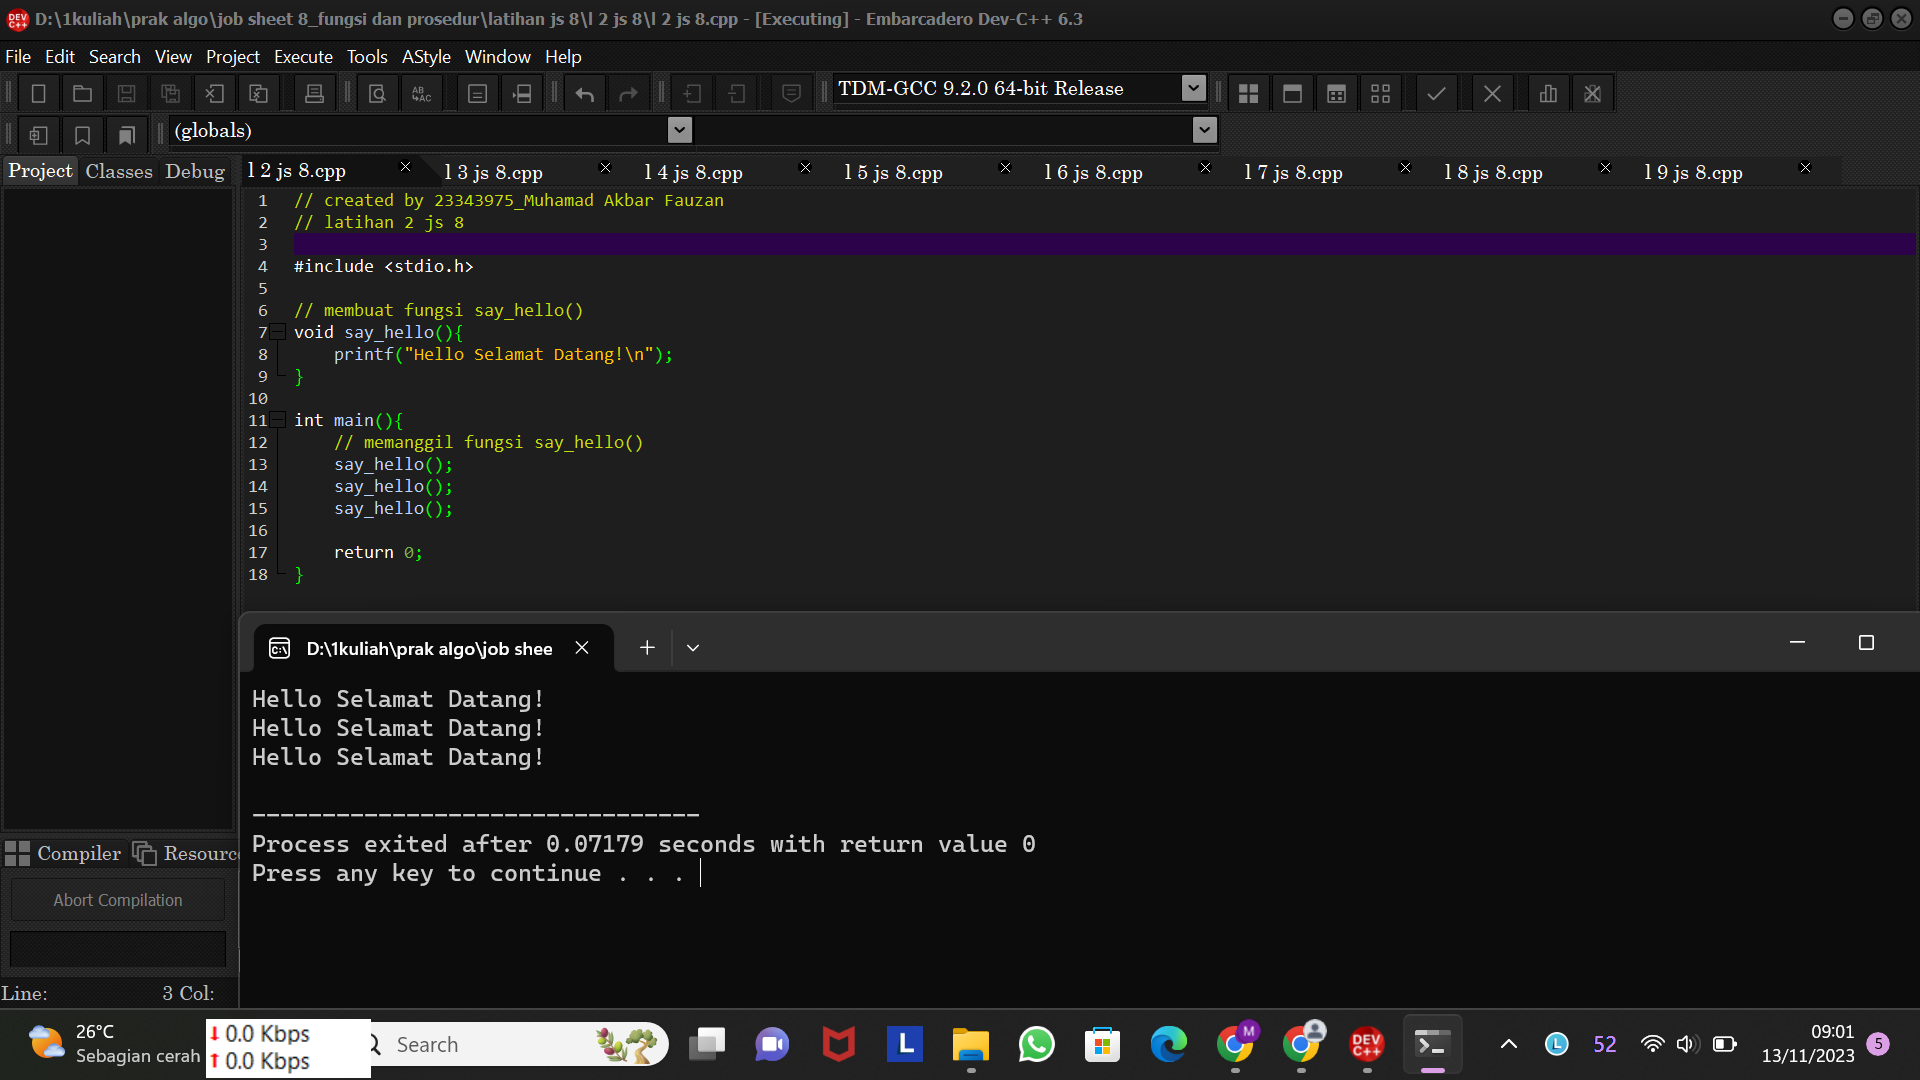 D:\1kuliah\prak algo\job sheet 8_fungsi dan prosedur\latihan js 8\l 2 js 8\l 2 js 8.cpp - [Executing] - Embarcadero Dev-C++ 6.3
File Edit Search View Project Execute Tools AStyle Window Help
TDM-GCC 9.2.0 64-bit Release
(globals)
Project Classes Debug
l 2 js 8.cpp l 3 js 8.cpp l 4 js 8.cpp l 5 js 8.cpp l 6 js 8.cpp l 7 js 8.cpp l 8 js 8.cpp l 9 js 8.cpp
1 // created by 23343975_Muhamad Akbar Fauzan
2 // latihan 2 js 8
3
4 #include <stdio.h>
5
6 // membuat fungsi say_hello()
7 void say_hello(){
8 printf("Hello Selamat Datang!\n");
9 }
10
11 int main(){
12 // memanggil fungsi say_hello()
13 say_hello();
14 say_hello();
15 say_hello();
16
17 return 0;
18 }
D:\1kuliah\prak algo\job shee
Hello Selamat Datang!
Hello Selamat Datang!
Hello Selamat Datang!
--------------------------------
Process exited after 0.07179 seconds with return value 0
Press any key to continue . . .
Compiler Resourc
Abort Compilation
Line: 3 Col:
26°C
Sebagian cerah
0.0 Kbps
0.0 Kbps
Search
L
M
DEV C++
L
52
09:01
13/11/2023
5